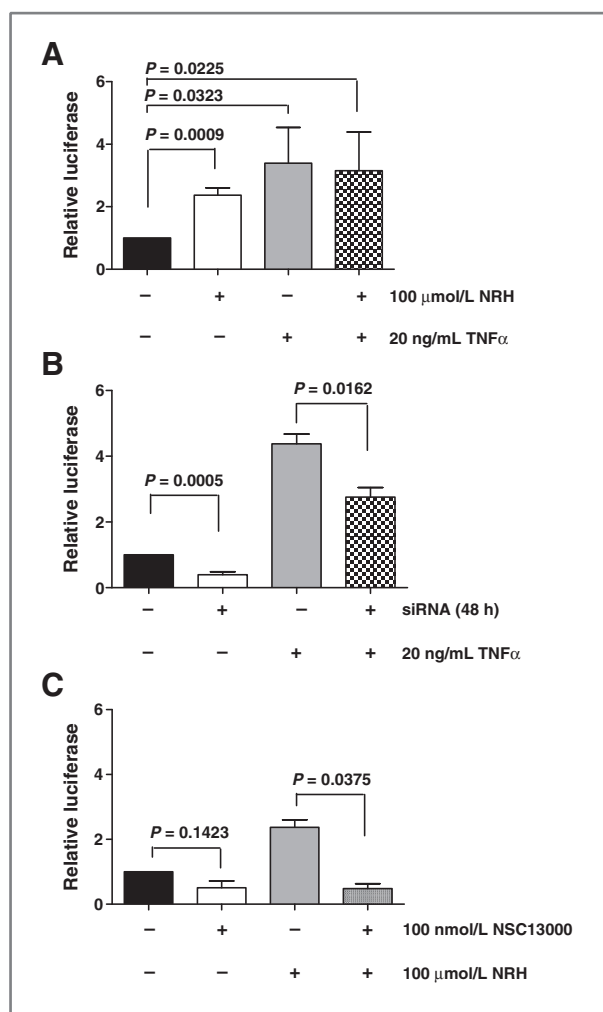 A
P = 0.0225
P = 0.0323
P = 0.0009
Relative luciferase
6
4
2
0
– + – + 100 μmol/L NRH
– – + + 20 ng/mL TNFα
B
P = 0.0162
P = 0.0005
Relative luciferase
6
4
2
0
– + – + siRNA (48 h)
– – + + 20 ng/mL TNFα
C
P = 0.0375
P = 0.1423
Relative luciferase
6
4
2
0
– + – + 100 nmol/L NSC13000
– – + + 100 μmol/L NRH